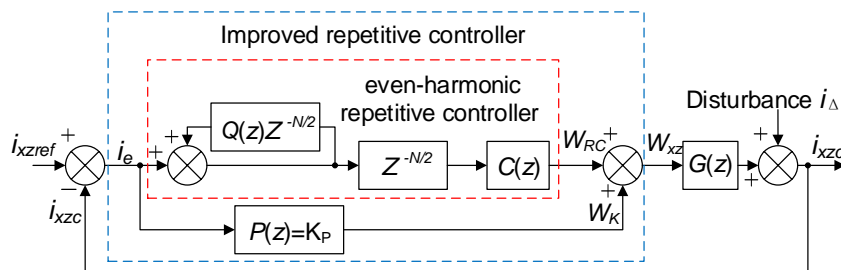 Improved repetitive controller
even-harmonic
repetitive controller
Disturbance i△
Q(z)Z^-N/2
i_xzref
+
−
i_e
+
+
Z^-N/2
C(z)
W_RC
+
+
W_xz
G(z)
+
+
i_xzc
i_xzc
P(z)=K_P
W_K